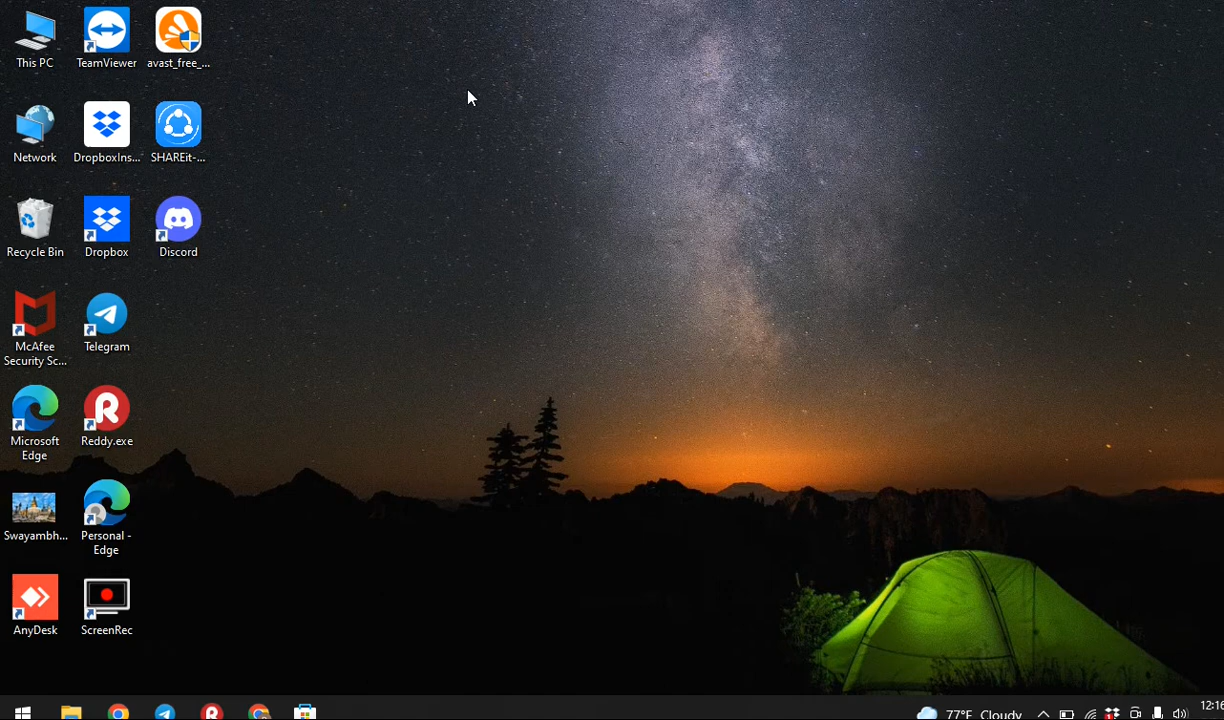 This PC
TeamViewer
avast_free_...
Network
DropboxIns...
SHAREit-...
Recycle Bin
Dropbox
Discord
McAfee
Security Sc...
Telegram
Microsoft
Edge
Reddy.exe
Swayambh...
Personal -
Edge
AnyDesk
ScreenRec
77°F Cloudy
12:16